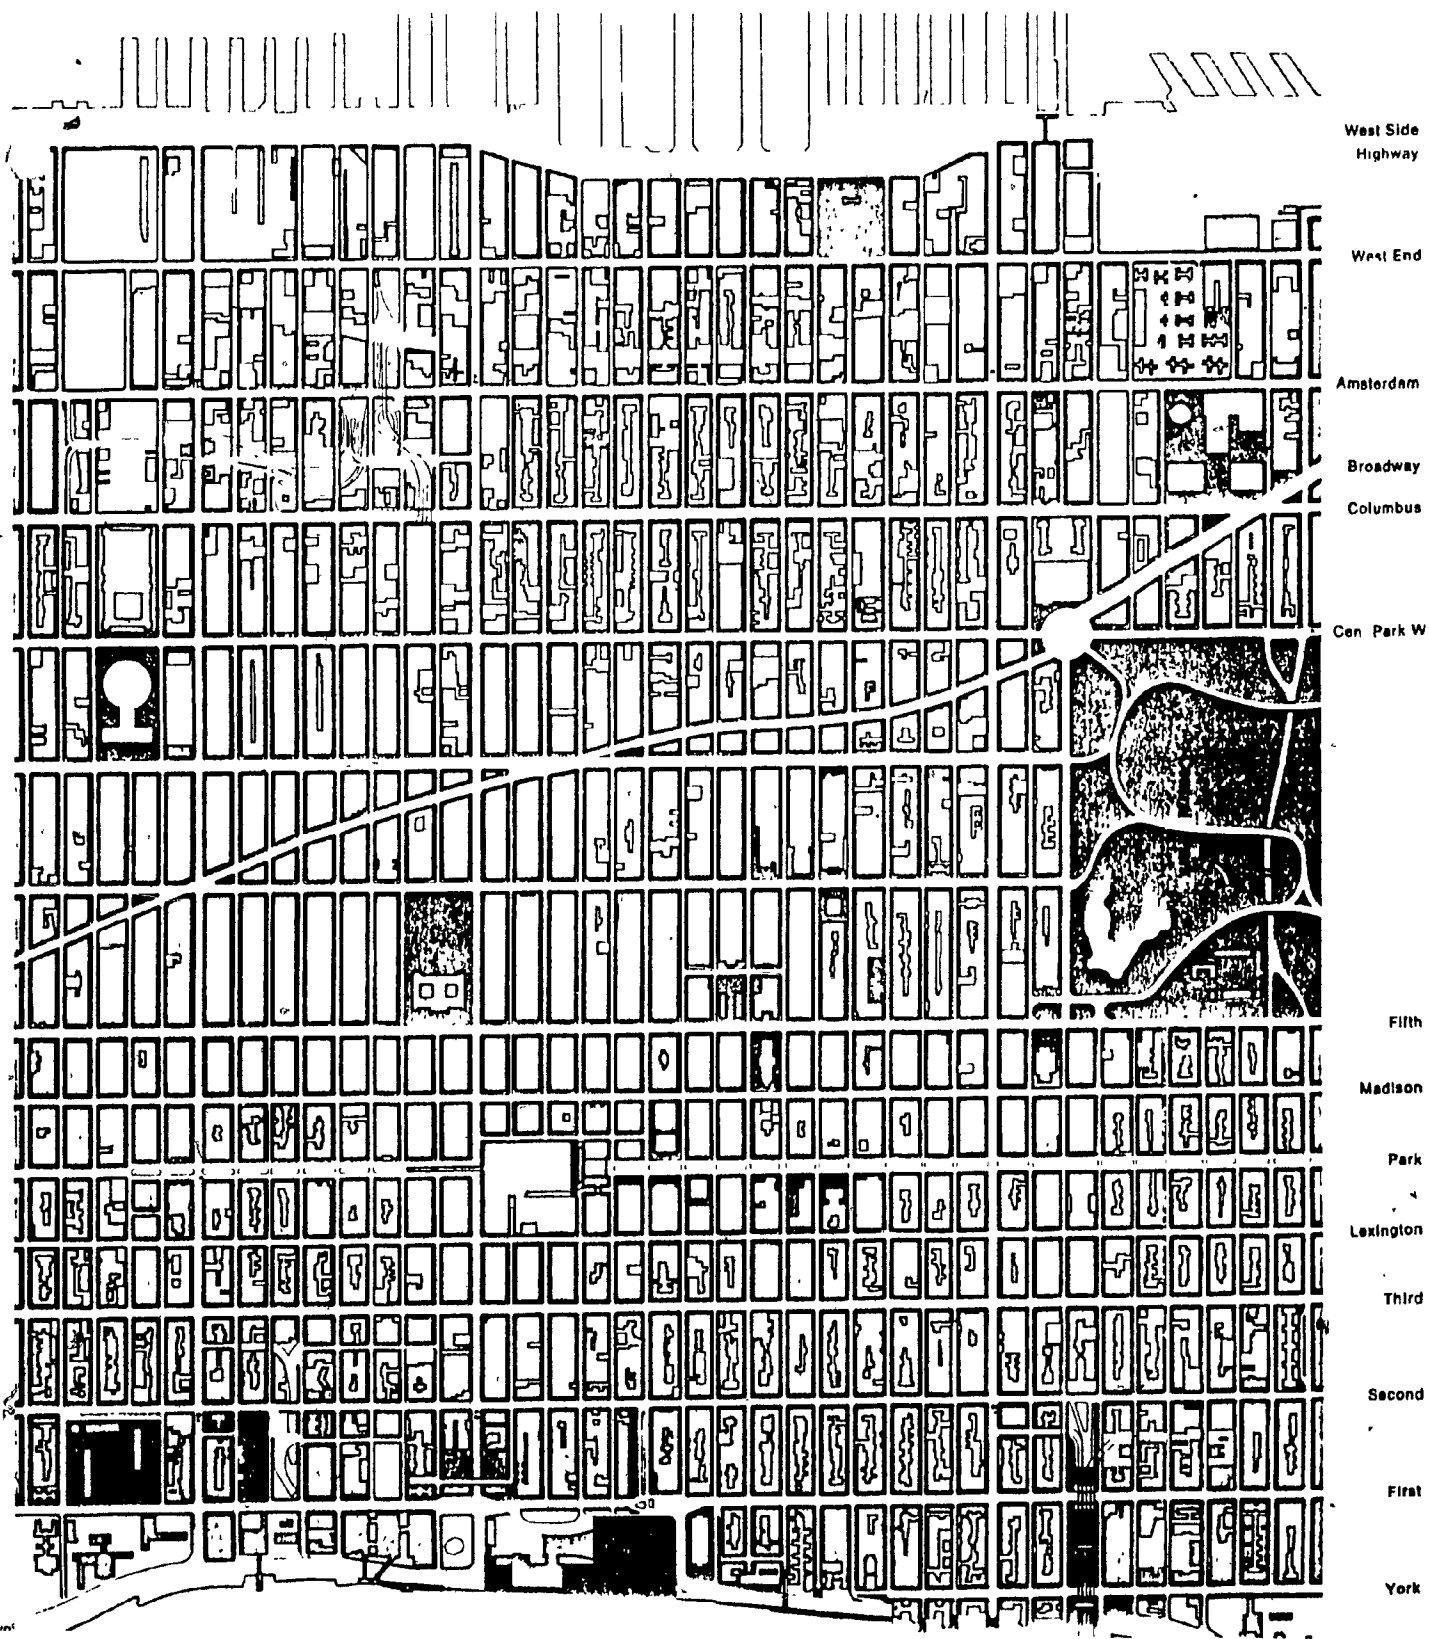 West Side
Highway
West End
Amsterdam
Broadway
Columbus
Cen Park W
Fifth
Madison
Park
Lexington
Third
Second
First
York